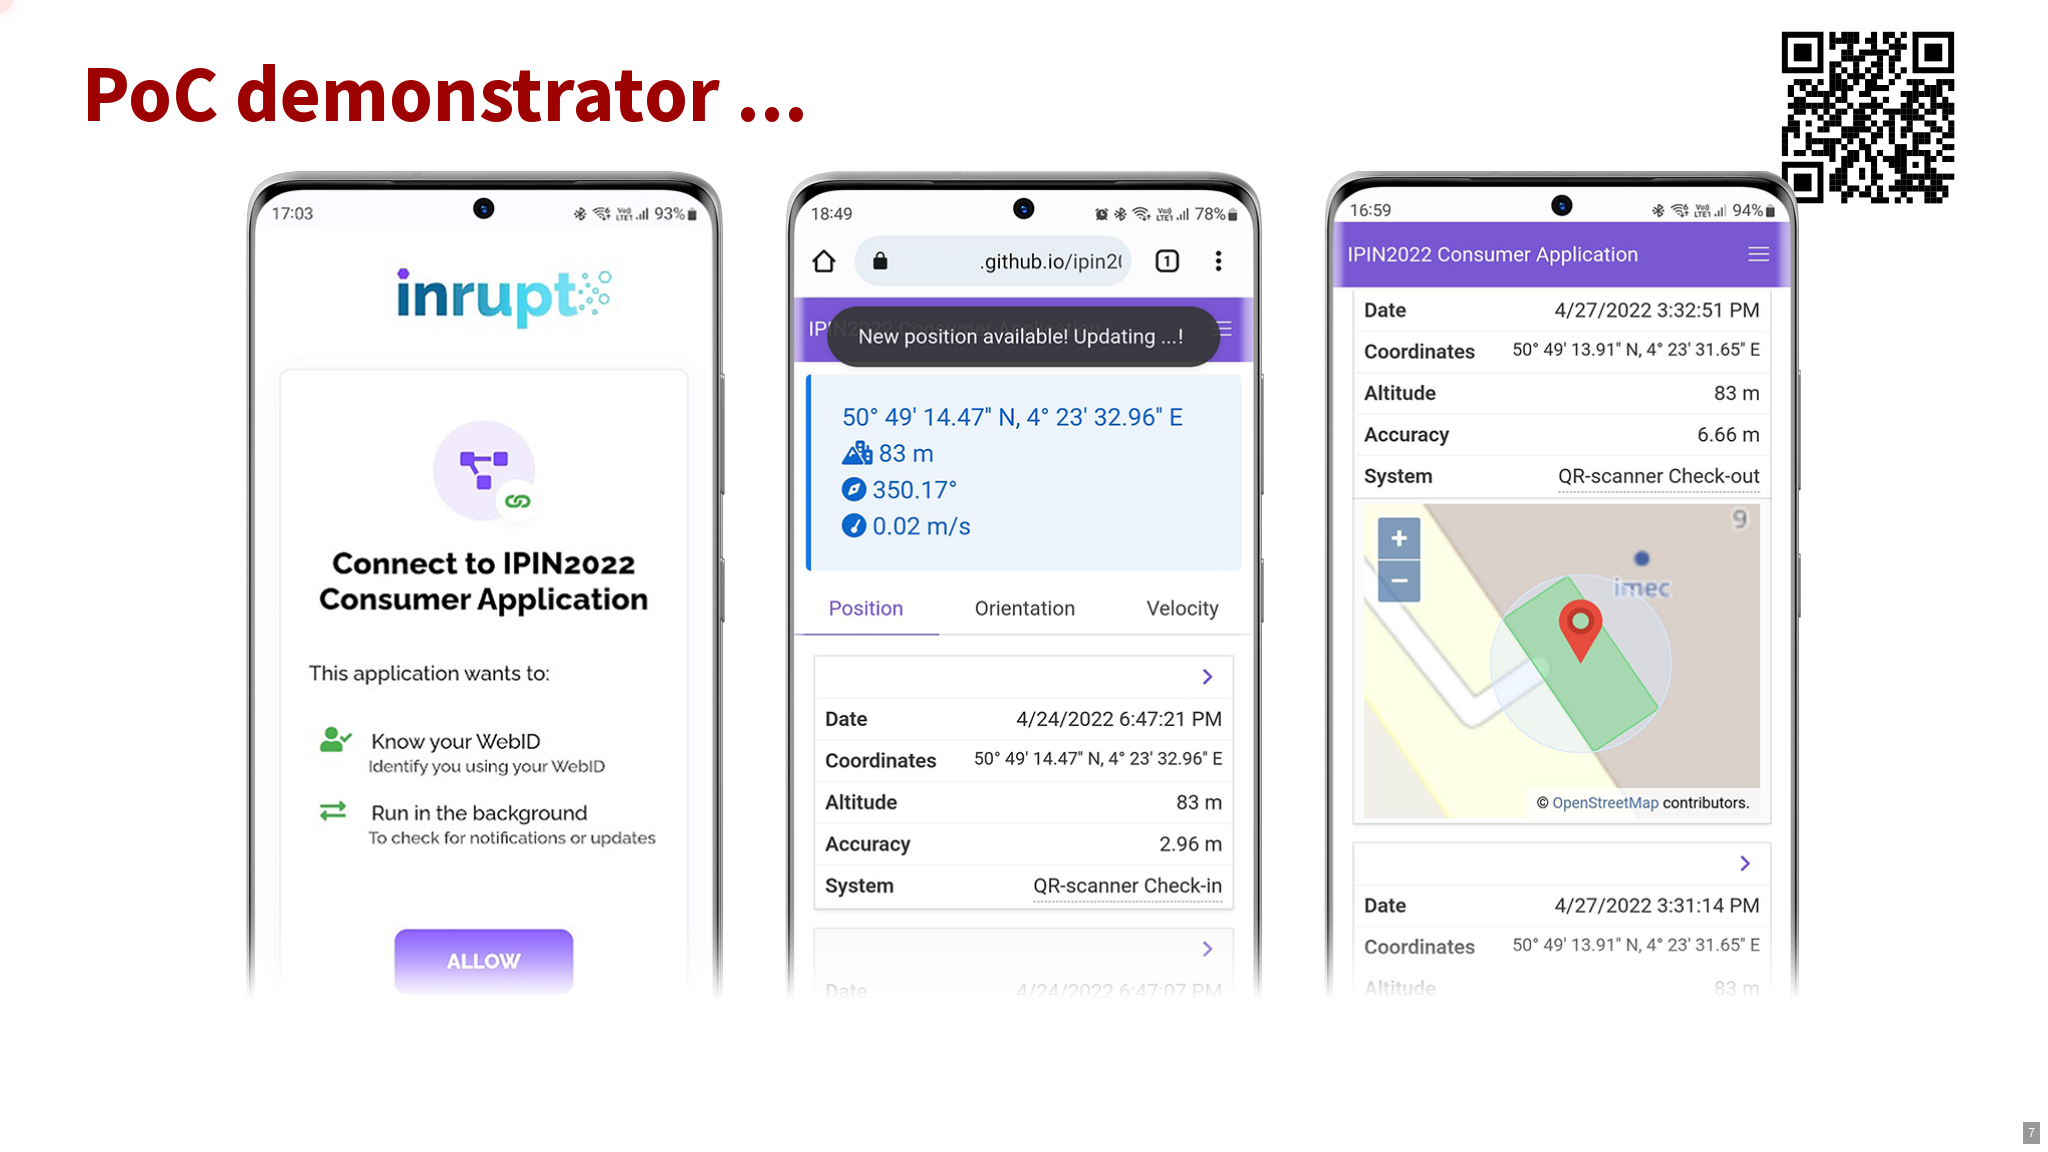 PoC demonstrator ...
17:03
93%
inrupt
Connect to IPIN2022
Consumer Application
This application wants to:
Know your WebID
Identify you using your WebID
Run in the background
To check for notifications or updates
ALLOW
18:49
78%
.github.io/ipin2
1
New position available! Updating ...!
50° 49' 14.47" N, 4° 23' 32.96" E
83 m
350.17°
0.02 m/s
Position Orientation Velocity
Date 4/24/2022 6:47:21 PM
Coordinates 50° 49' 14.47" N, 4° 23' 32.96" E
Altitude 83 m
Accuracy 2.96 m
System QR-scanner Check-in
Date 4/24/2022 6:47:07 PM
16:59
94%
IPIN2022 Consumer Application
Date 4/27/2022 3:32:51 PM
Coordinates 50° 49' 13.91" N, 4° 23' 31.65" E
Altitude 83 m
Accuracy 6.66 m
System QR-scanner Check-out
+
−
9
imec
© OpenStreetMap contributors.
Date 4/27/2022 3:31:14 PM
Coordinates 50° 49' 13.91" N, 4° 23' 31.65" E
Altitude 83 m
7